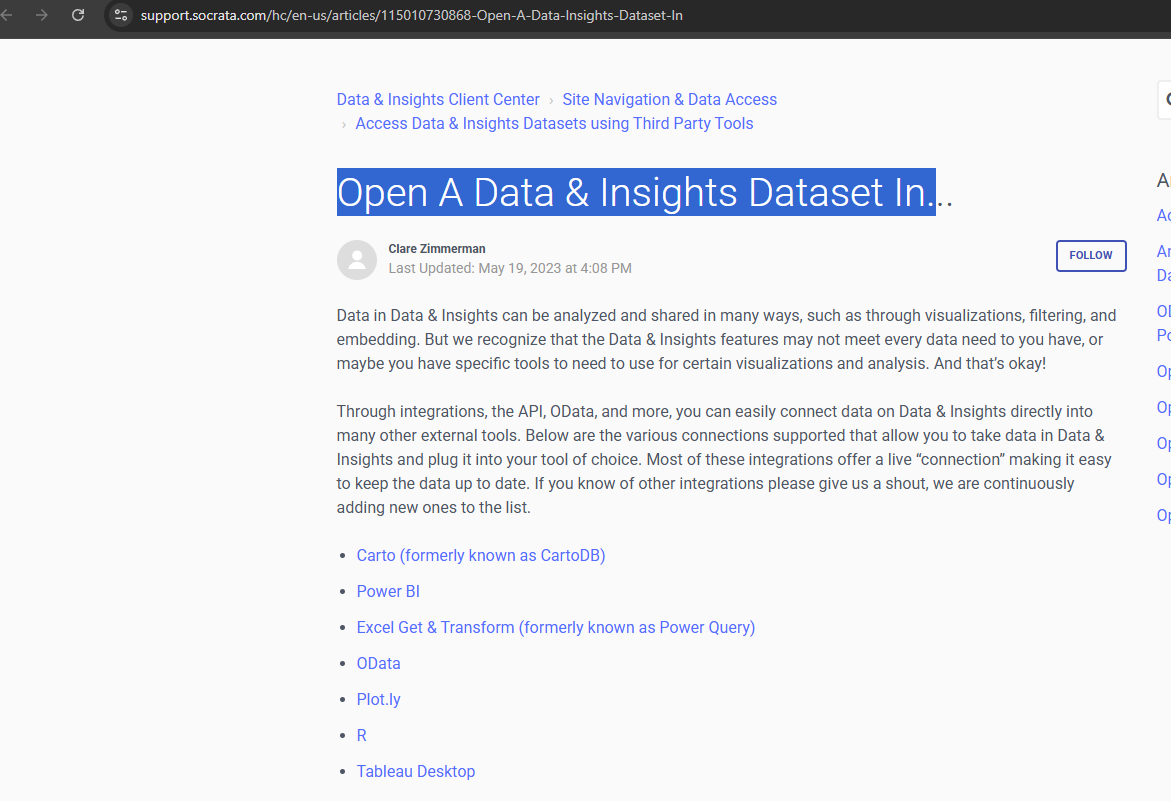 support.socrata.com/hc/en-us/articles/115010730868-Open-A-Data-Insights-Dataset-In
Data & Insights Client Center › Site Navigation & Data Access
› Access Data & Insights Datasets using Third Party Tools
Open A Data & Insights Dataset In...
Clare Zimmerman
Last Updated: May 19, 2023 at 4:08 PM
FOLLOW
Data in Data & Insights can be analyzed and shared in many ways, such as through visualizations, filtering, and
embedding. But we recognize that the Data & Insights features may not meet every data need to you have, or
maybe you have specific tools to need to use for certain visualizations and analysis. And that’s okay!
Through integrations, the API, OData, and more, you can easily connect data on Data & Insights directly into
many other external tools. Below are the various connections supported that allow you to take data in Data &
Insights and plug it into your tool of choice. Most of these integrations offer a live “connection” making it easy
to keep the data up to date. If you know of other integrations please give us a shout, we are continuously
adding new ones to the list.
• Carto (formerly known as CartoDB)
• Power BI
• Excel Get & Transform (formerly known as Power Query)
• OData
• Plot.ly
• R
• Tableau Desktop